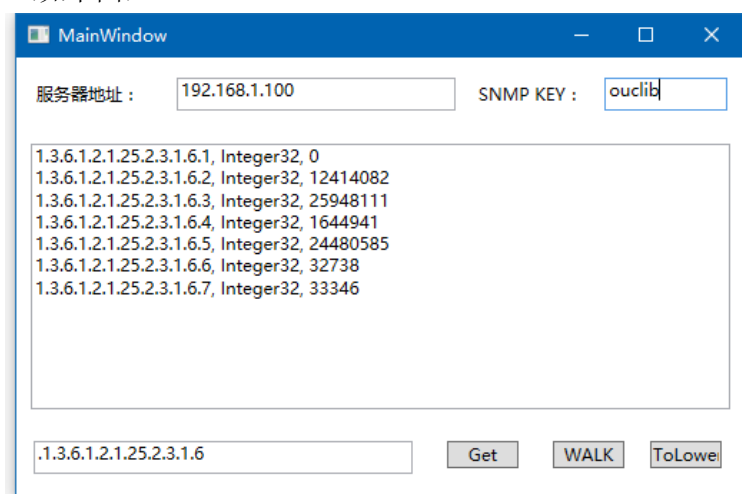 MainWindow
服务器地址： 192.168.1.100 SNMP KEY： ouclib
1.3.6.1.2.1.25.2.3.1.6.1, Integer32, 0
1.3.6.1.2.1.25.2.3.1.6.2, Integer32, 12414082
1.3.6.1.2.1.25.2.3.1.6.3, Integer32, 25948111
1.3.6.1.2.1.25.2.3.1.6.4, Integer32, 1644941
1.3.6.1.2.1.25.2.3.1.6.5, Integer32, 24480585
1.3.6.1.2.1.25.2.3.1.6.6, Integer32, 32738
1.3.6.1.2.1.25.2.3.1.6.7, Integer32, 33346
.1.3.6.1.2.1.25.2.3.1.6 Get WALK ToLower